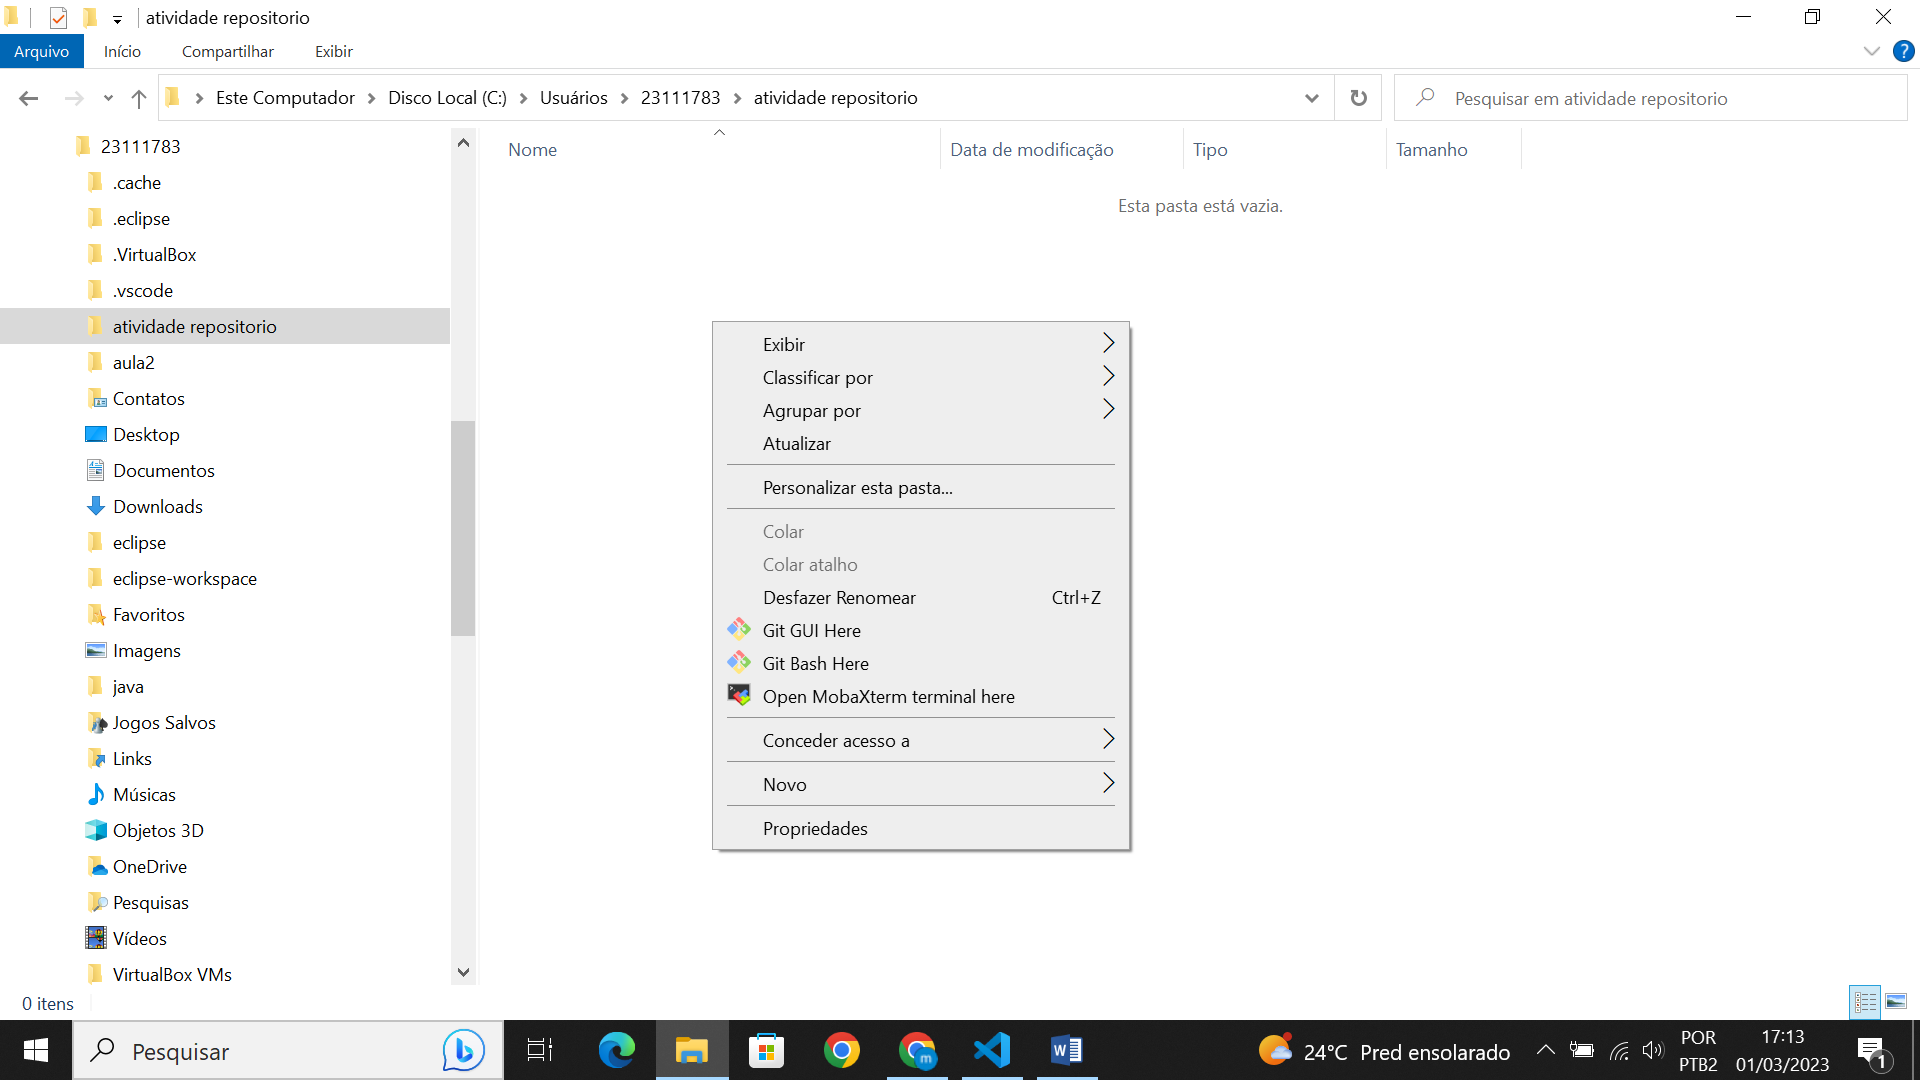 atividade repositorio
Arquivo Início Compartilhar Exibir
?
Este Computador Disco Local (C:) Usuários 23111783 atividade repositorio
Pesquisar em atividade repositorio
23111783
.cache
.eclipse
.VirtualBox
.vscode
atividade repositorio
aula2
Contatos
Desktop
Documentos
Downloads
eclipse
eclipse-workspace
Favoritos
Imagens
java
Jogos Salvos
Links
Músicas
Objetos 3D
OneDrive
Pesquisas
Vídeos
VirtualBox VMs
Nome Data de modificação Tipo Tamanho
Esta pasta está vazia.
Exibir
Classificar por
Agrupar por
Atualizar
Personalizar esta pasta...
Colar
Colar atalho
Desfazer Renomear Ctrl+Z
Git GUI Here
Git Bash Here
Open MobaXterm terminal here
Conceder acesso a
Novo
Propriedades
0 itens
Pesquisar
m
24°C Pred ensolarado
POR
PTB2
17:13
01/03/2023
1